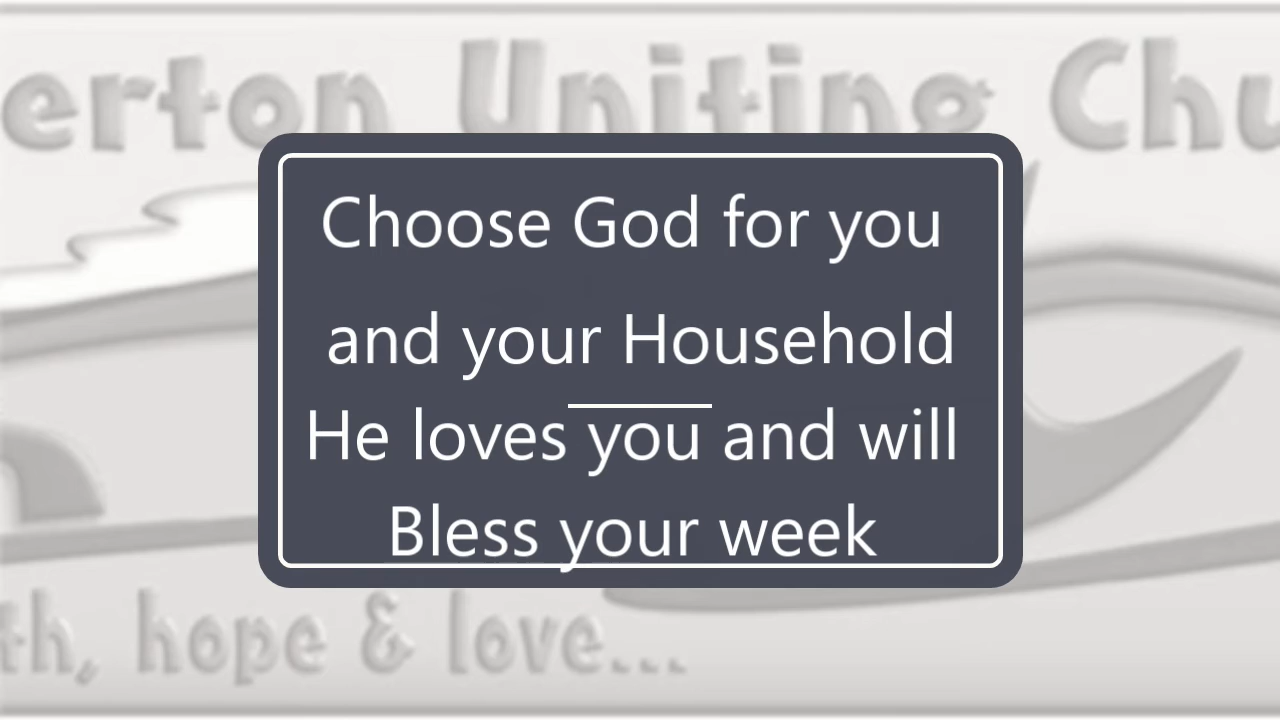 erton Uniting Chu
Choose God for you
and your Household
He loves you and will
Bless your week
th, hope & love...